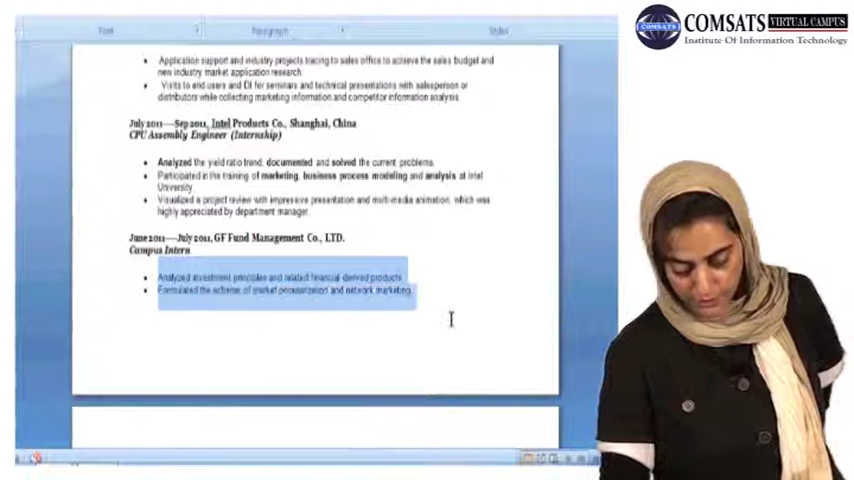 Font
Paragraph
Styles
COMSATS
COMSATS VIRTUAL CAMPUS
Institute Of Information Technology
Application support and industry projects tracing to sales office to achieve the sales budget and
new industry market application research.
Visits to end users and DI for seminars and technical presentations with salesperson or
distributors while collecting marketing information and competitor information analysis.
July 2011—Sep 2011, Intel Products Co., Shanghai, China
CPU Assembly Engineer (Internship)
Analyzed the yield ratio trend, documented and solved the current problems.
Participated in the training of marketing, business process modeling and analysis at Intel
University.
Visualized a project review with impressive presentation and multi-media animation, which was
highly appreciated by department manager.
June 2011—July 2011, GF Fund Management Co., LTD.
Campus Intern
Analyzed investment principles and related financial derived products
Formulated the scheme of market popularization and network marketing.